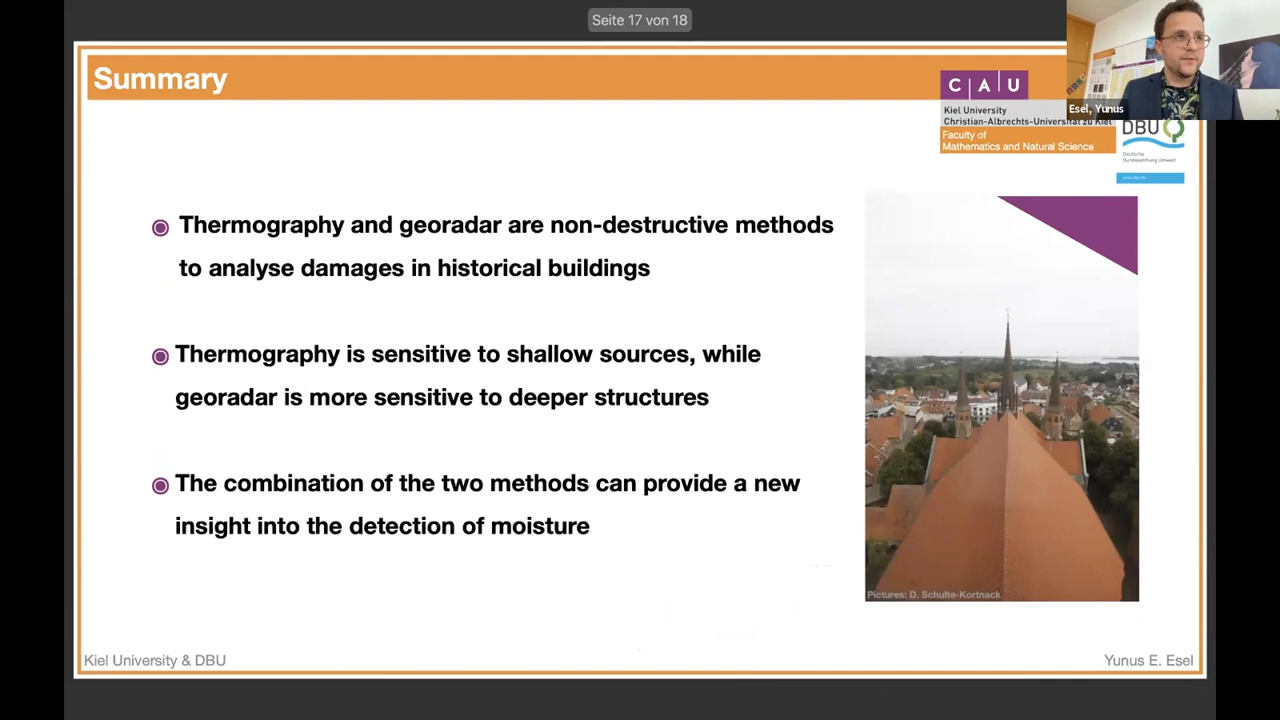 Seite 17 von 18
Summary
Esel, Yunus
C|A|U
Kiel University
Christian-Albrechts-Universität zu Kiel
Faculty of
Mathematics and Natural Science
DBU
Deutsche
Bundesstiftung Umwelt
www.dbu.de
Thermography and georadar are non-destructive methods
to analyse damages in historical buildings
Thermography is sensitive to shallow sources, while
georadar is more sensitive to deeper structures
The combination of the two methods can provide a new
insight into the detection of moisture
Pictures: D. Schulte-Kortnack
Kiel University & DBU
Yunus E. Esel